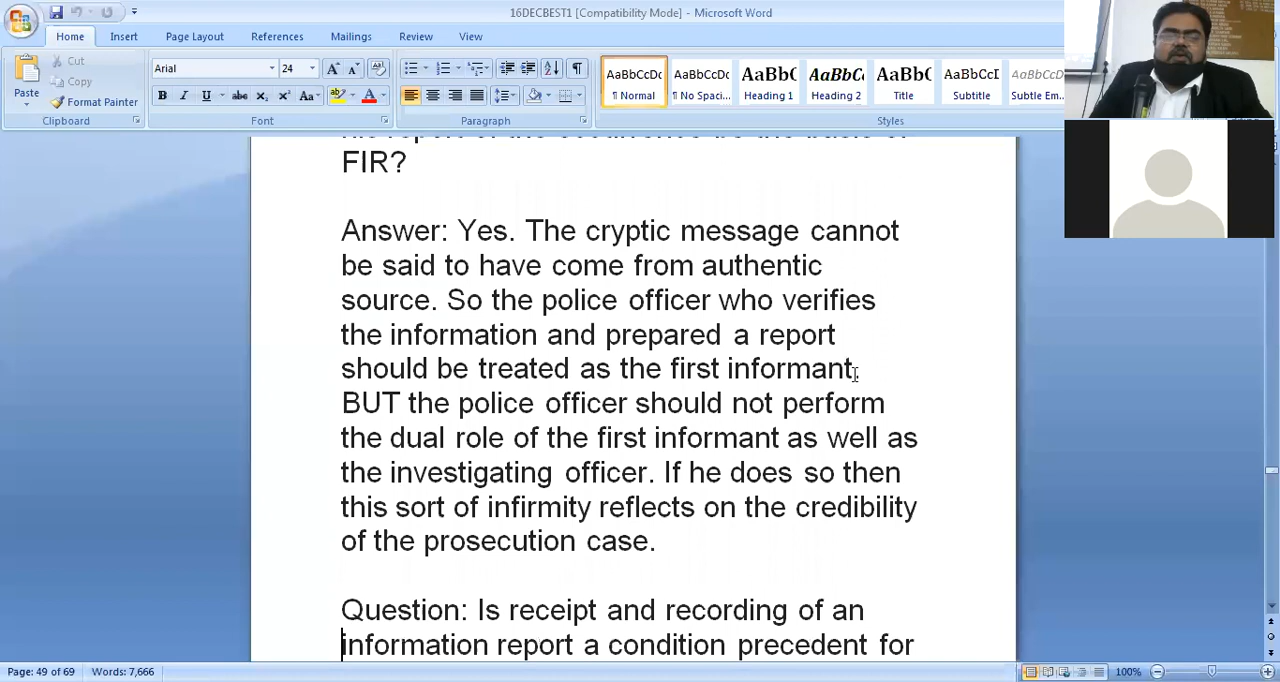 16DECBEST1 [Compatibility Mode] - Microsoft Word
Home Insert Page Layout References Mailings Review View
Paste
Cut
Copy
Format Painter
Clipboard
Arial 24
Font
Paragraph
AaBbCcDc AaBbCcDc AaBbC AaBbCc AaBbC AaBbCcI AaBbCcDc
¶ Normal ¶ No Spaci... Heading 1 Heading 2 Title Subtitle Subtle Em...
Styles
FIR?
Answer: Yes. The cryptic message cannot
be said to have come from authentic
source. So the police officer who verifies
the information and prepared a report
should be treated as the first informant.
BUT the police officer should not perform
the dual role of the first informant as well as
the investigating officer. If he does so then
this sort of infirmity reflects on the credibility
of the prosecution case.
Question: Is receipt and recording of an
information report a condition precedent for
Page: 49 of 69 Words: 7,666 100%